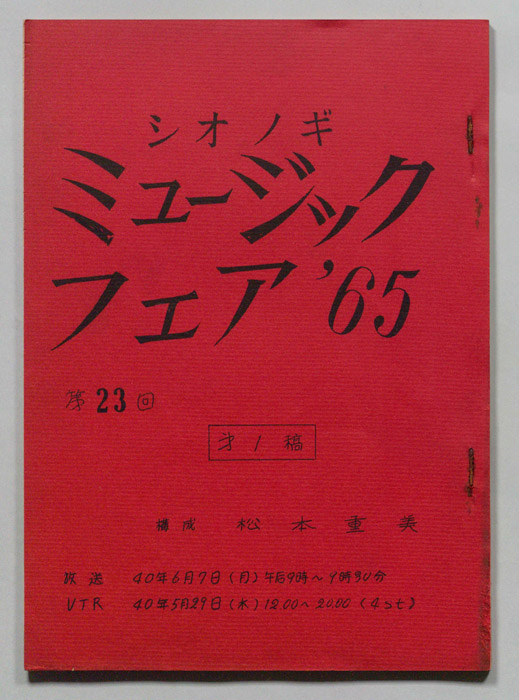 シオノギ
ミュージック
フェア '65
第23回
第1稿
構成 松本重美
放送 40年6月7日(月)午后9時〜9時30分
VTR 40年5月29日(水)12.00〜20.00 (4st)